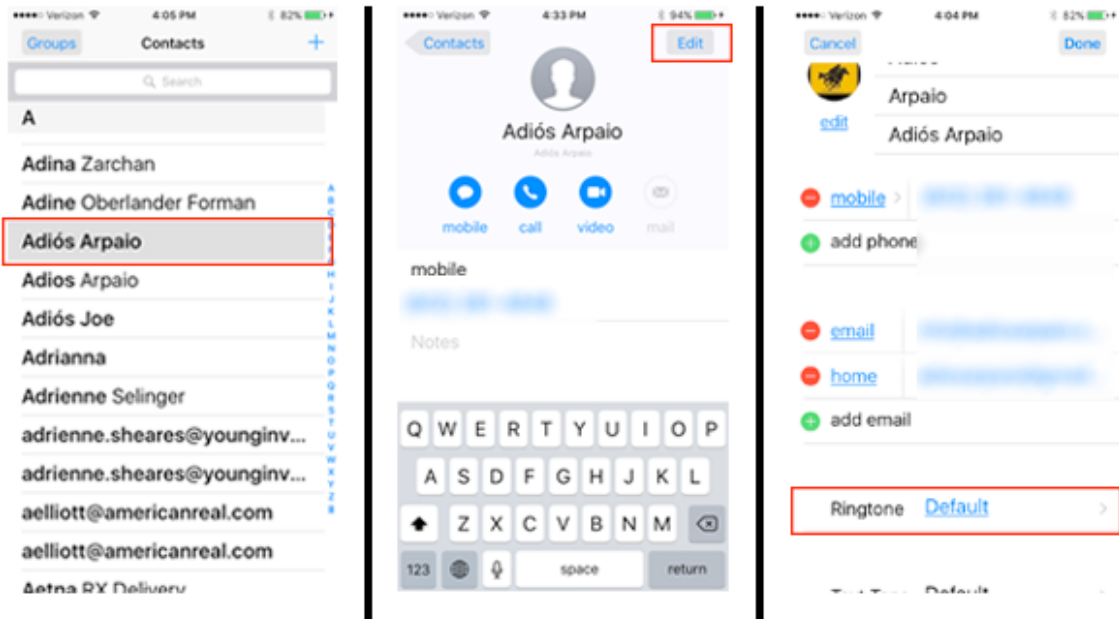 Verizon 4:05 PM 82%
Groups Contacts +
Search
A
Adina Zarchan
Adine Oberlander Forman
Adiós Arpaio
Adios Arpaio
Adiós Joe
Adrianna
Adrienne Selinger
adrienne.sheares@younginv...
adrienne.sheares@younginv...
aelliott@americanreal.com
aelliott@americanreal.com
Aetna RX Delivery
Verizon 4:33 PM 94%
Contacts Edit
Adiós Arpaio
Adiós Arpaio
mobile call video mail
mobile
Notes
Q W E R T Y U I O P
A S D F G H J K L
Z X C V B N M
123 space return
Verizon 4:04 PM 82%
Cancel Done
Arpaio
edit
Adiós Arpaio
mobile
add phone
email
home
add email
Ringtone Default
Text Tone Default